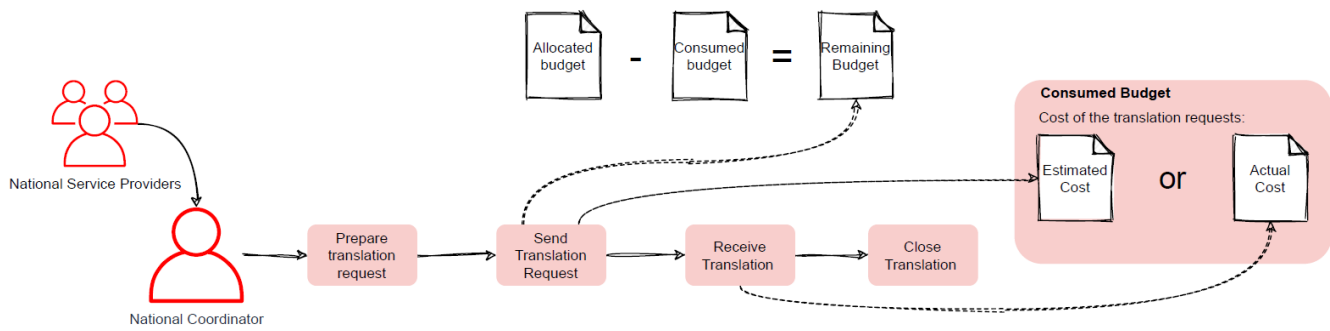 Allocated
budget
-
Consumed
budget
=
Remaining
Budget
Consumed Budget
Cost of the translation requests:
Estimated
Cost
or
Actual
Cost
National Service Providers
National Coordinator
Prepare
translation
request
Send
Translation
Request
Receive
Translation
Close
Translation